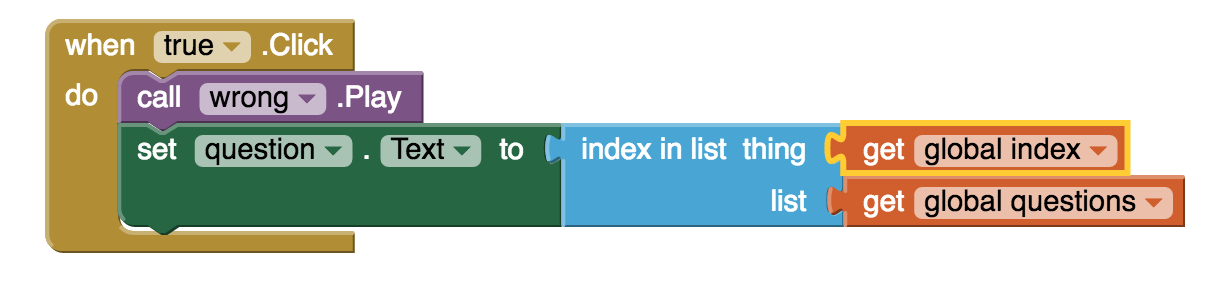 when true .Click
do call wrong .Play
set question . Text to index in list thing get global index
list get global questions